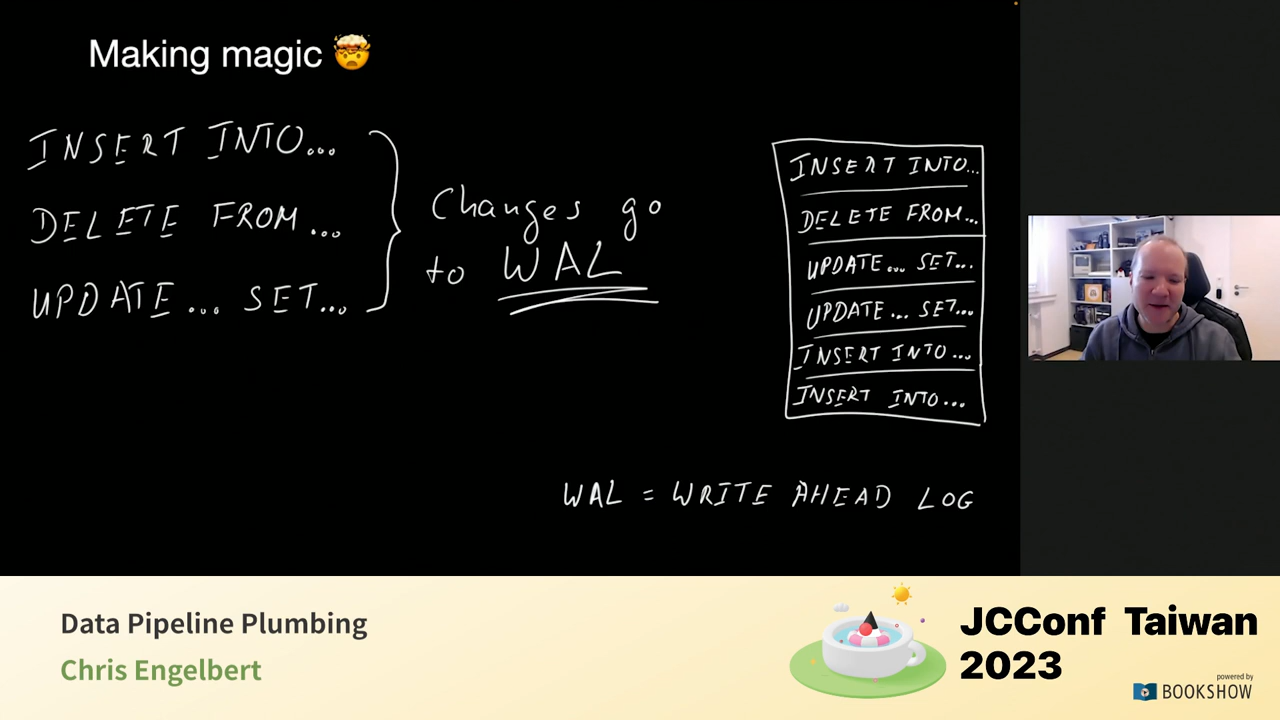 Making magic 🤯
INSERT INTO...
DELETE FROM...
UPDATE... SET...
Changes go
to WAL
INSERT INTO...
DELETE FROM...
UPDATE... SET...
UPDATE... SET...
INSERT INTO...
INSERT INTO...
WAL = WRITE AHEAD LOG
Data Pipeline Plumbing
Chris Engelbert
JCConf Taiwan
2023
powered by
BOOKSHOW